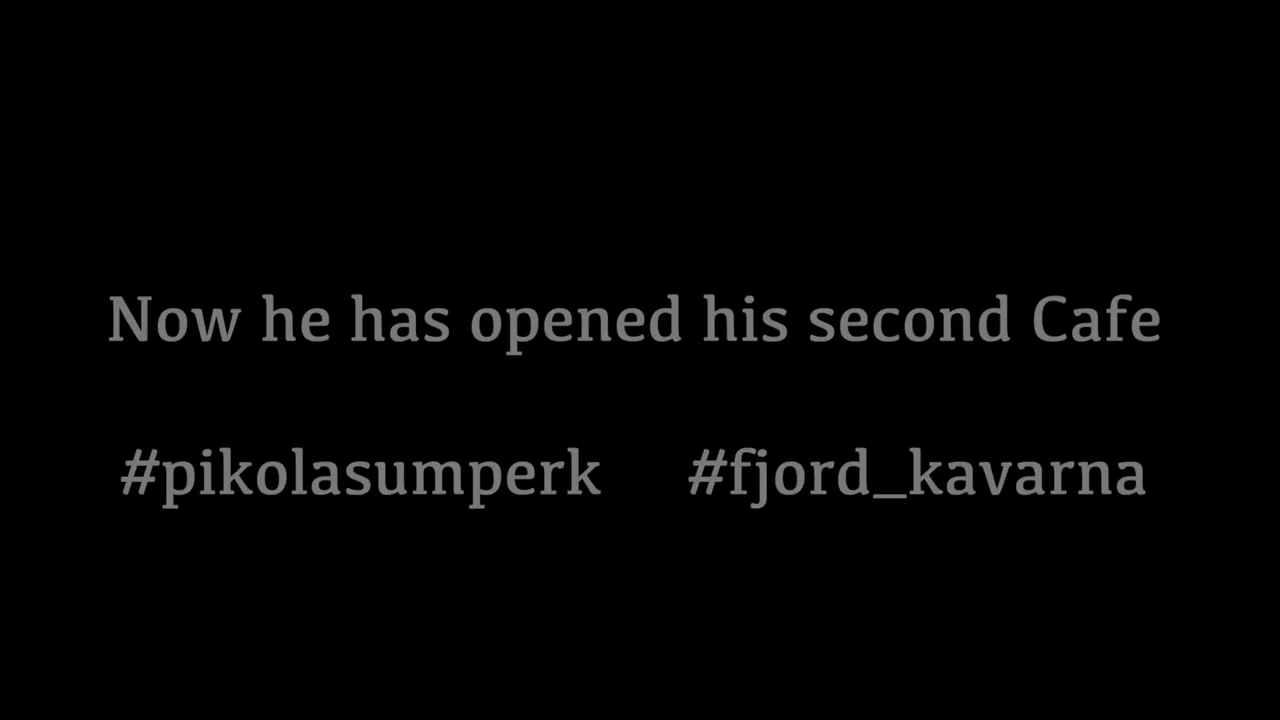 Now he has opened his second Cafe
#pikolasumperk #fjord_kavarna